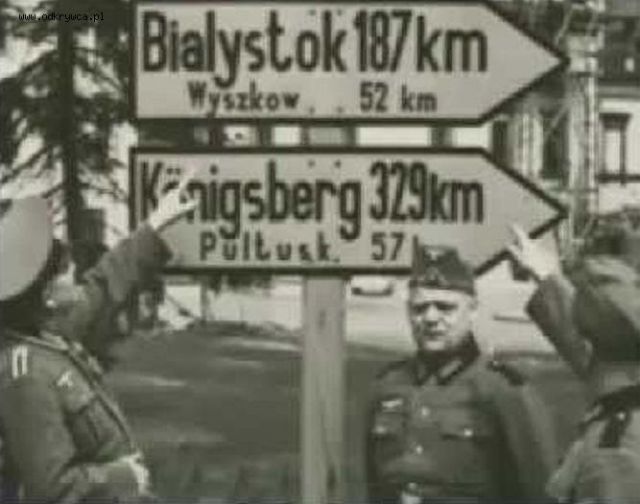 www.odkrywca.pl
Bialystok 187 km
Wyszkow . . 52 km
Königsberg 329 km
Pultusk. 57